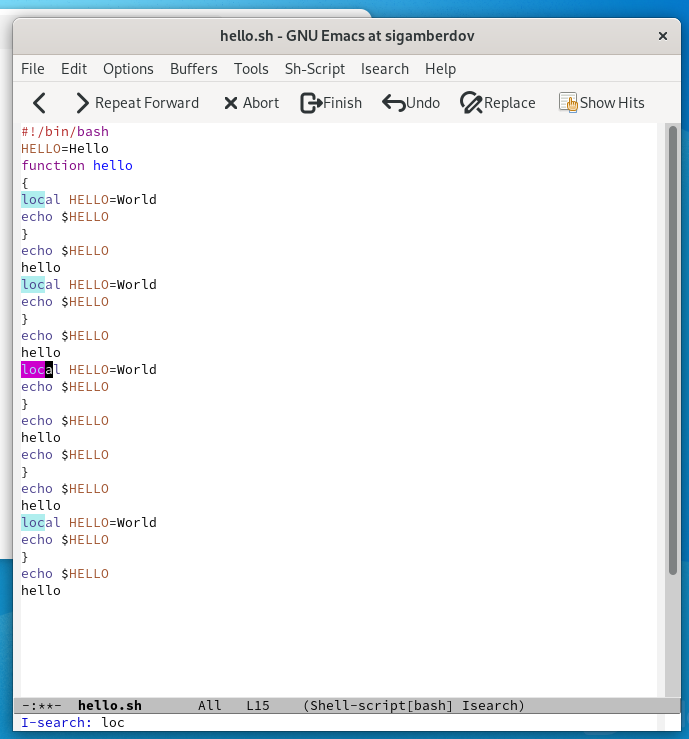 hello.sh - GNU Emacs at sigamberdov ×
File Edit Options Buffers Tools Sh-Script Isearch Help
Repeat Forward Abort Finish Undo Replace Show Hits
#!/bin/bash
HELLO=Hello
function hello
{
local HELLO=World
echo $HELLO
}
echo $HELLO
hello
local HELLO=World
echo $HELLO
}
echo $HELLO
hello
local HELLO=World
echo $HELLO
}
echo $HELLO
hello
echo $HELLO
}
echo $HELLO
hello
local HELLO=World
echo $HELLO
}
echo $HELLO
hello
-:**- hello.sh All L15 (Shell-script[bash] Isearch)
I-search: loc